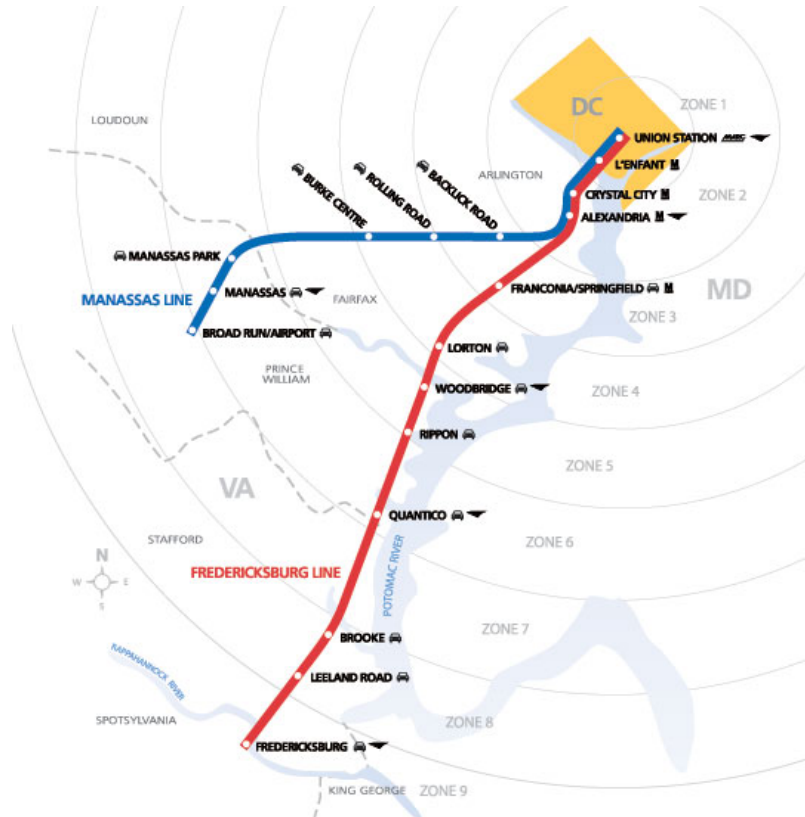 DC
ZONE 1
LOUDOUN
UNION STATION MARC
L'ENFANT M
ARLINGTON
BURKE CENTRE
ROLLING ROAD
BACKLICK ROAD
CRYSTAL CITY M
ZONE 2
ALEXANDRIA M
MANASSAS PARK
MANASSAS
FRANCONIA/SPRINGFIELD M
MD
MANASSAS LINE
FAIRFAX
ZONE 3
BROAD RUN/AIRPORT
LORTON
PRINCE
WILLIAM
WOODBRIDGE
ZONE 4
RIPPON
ZONE 5
VA
QUANTICO
STAFFORD
ZONE 6
N
W E
S
FREDERICKSBURG LINE
POTOMAC RIVER
BROOKE
ZONE 7
RAPPAHANNOCK RIVER
LEELAND ROAD
SPOTSYLVANIA
ZONE 8
FREDERICKSBURG
KING GEORGE
ZONE 9